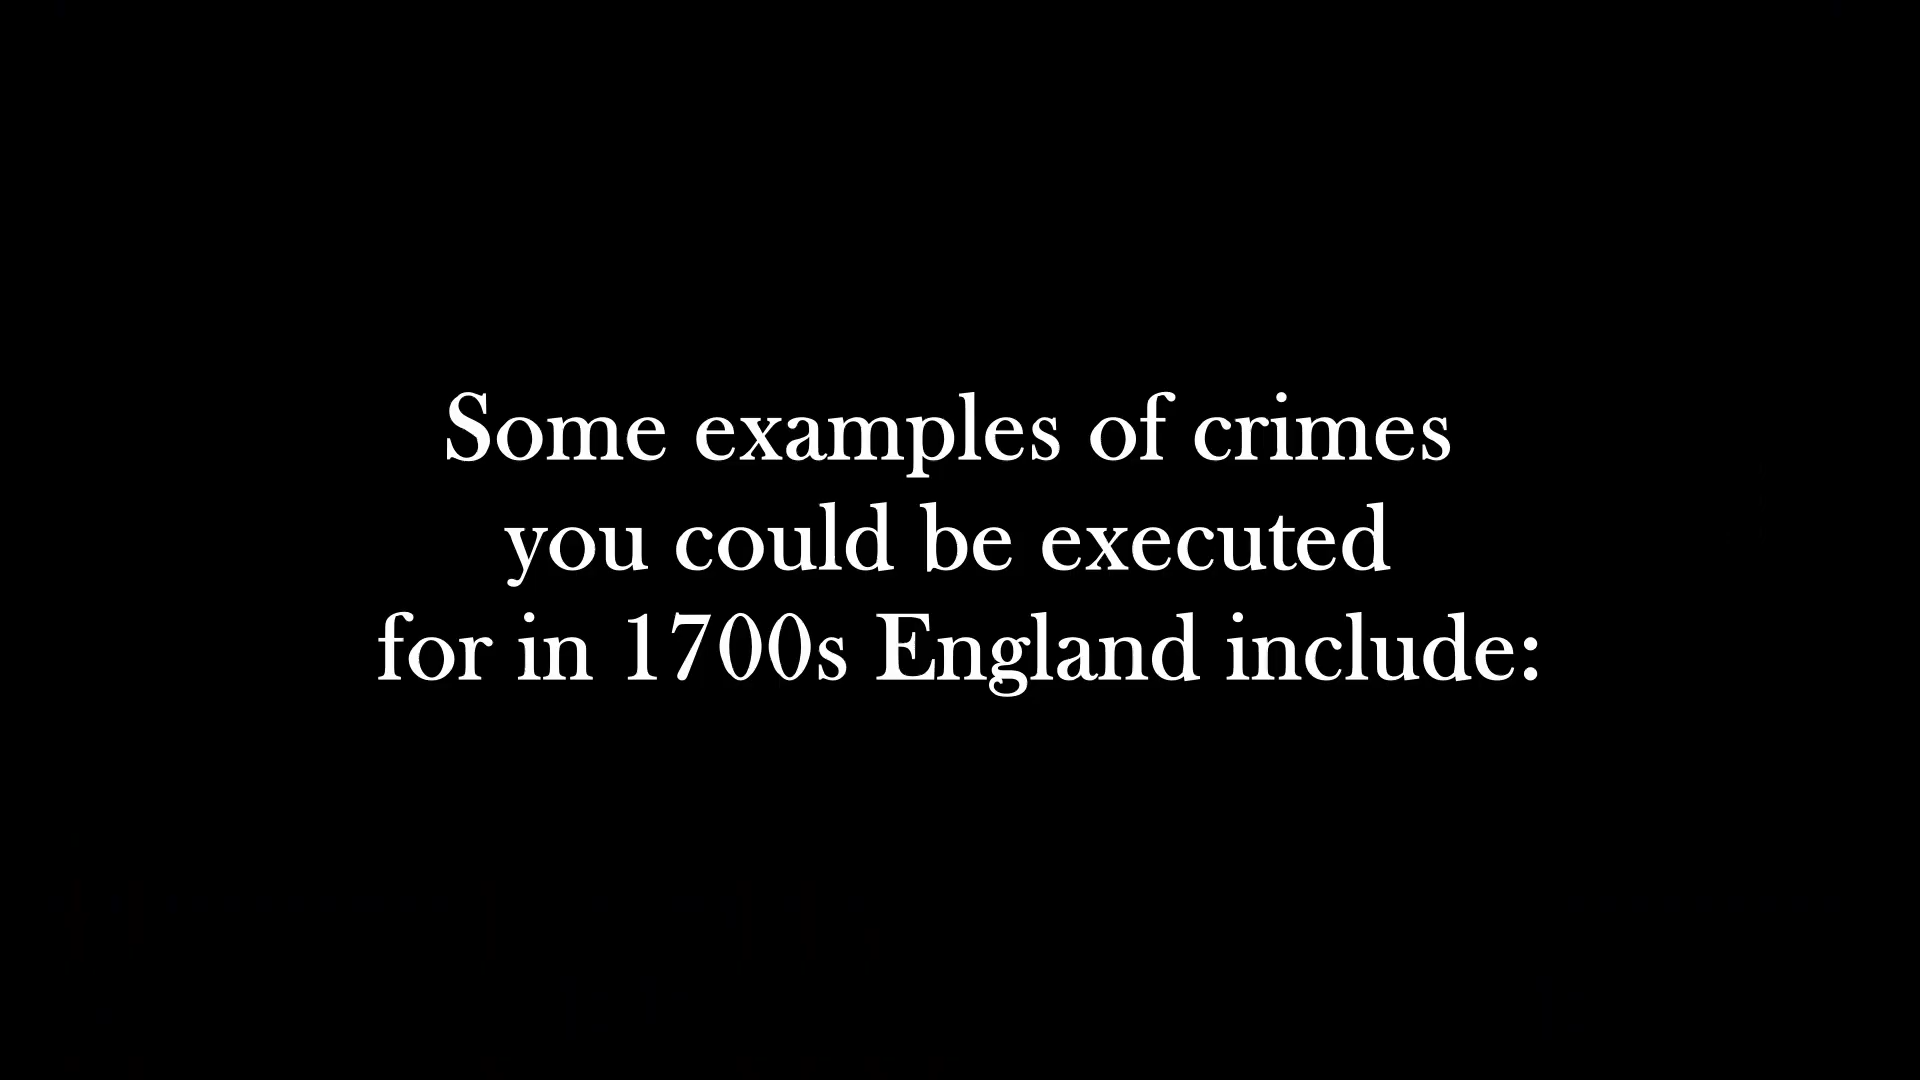 Some examples of crimes
you could be executed
for in 1700s England include: